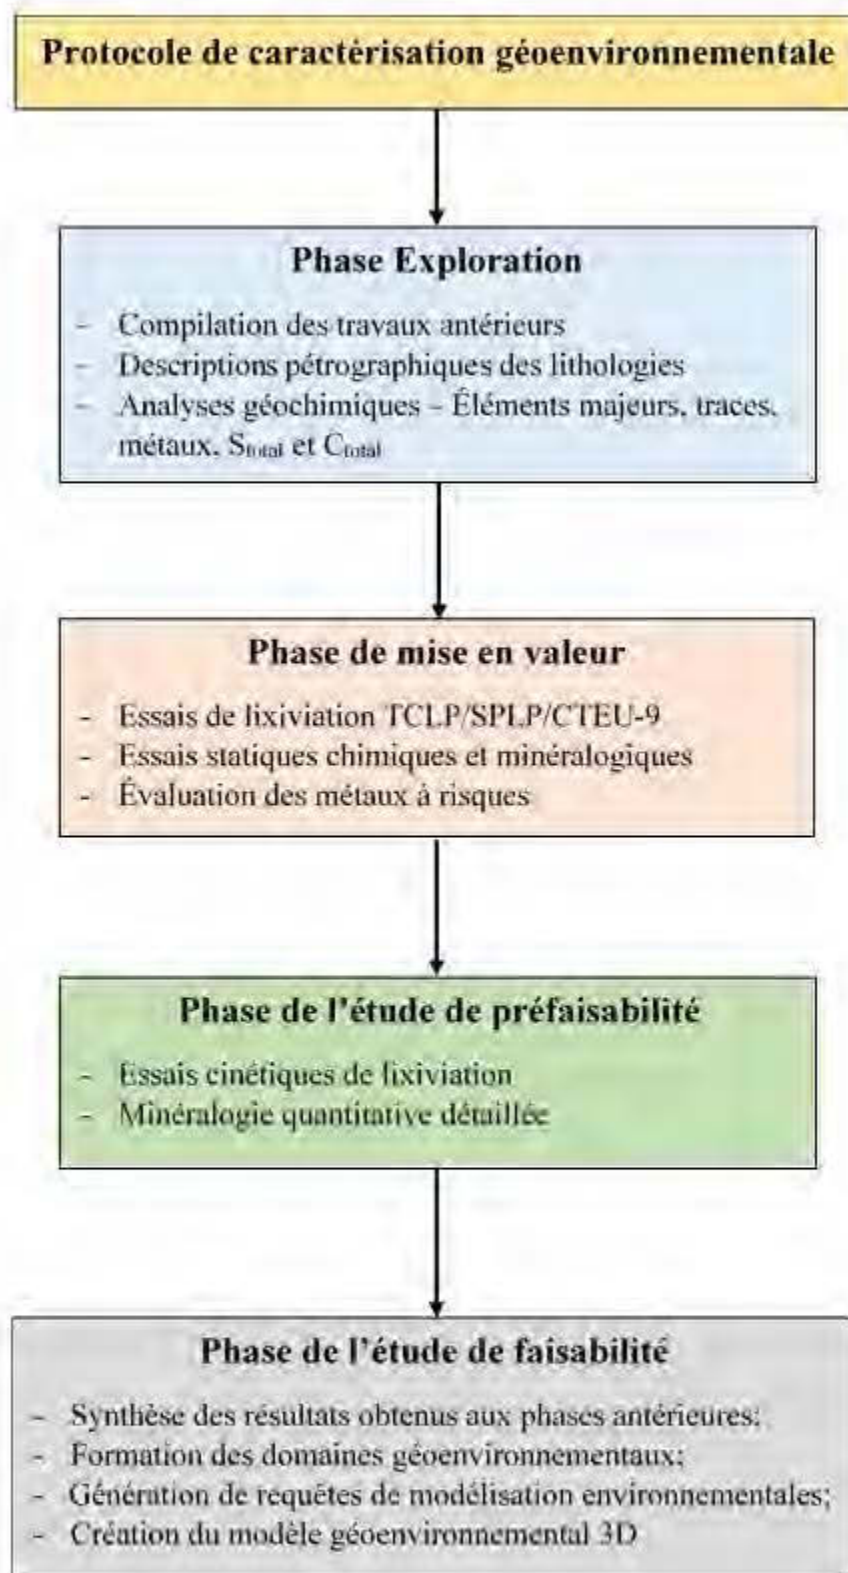 Protocole de caractérisation géoenvironnementale
Phase Exploration
- Compilation des travaux antérieurs
- Descriptions pétrographiques des lithologies
- Analyses géochimiques – Éléments majeurs, traces,
métaux, Stotal et Ctotal
Phase de mise en valeur
- Essais de lixiviation TCLP/SPLP/CTEU-9
- Essais statiques chimiques et minéralogiques
- Évaluation des métaux à risques
Phase de l’étude de préfaisabilité
- Essais cinétiques de lixiviation
- Minéralogie quantitative détaillée
Phase de l’étude de faisabilité
- Synthèse des résultats obtenus aux phases antérieures;
- Formation des domaines géoenvironnementaux;
- Génération de requêtes de modélisation environnementales;
- Création du modèle géoenvironnemental 3D